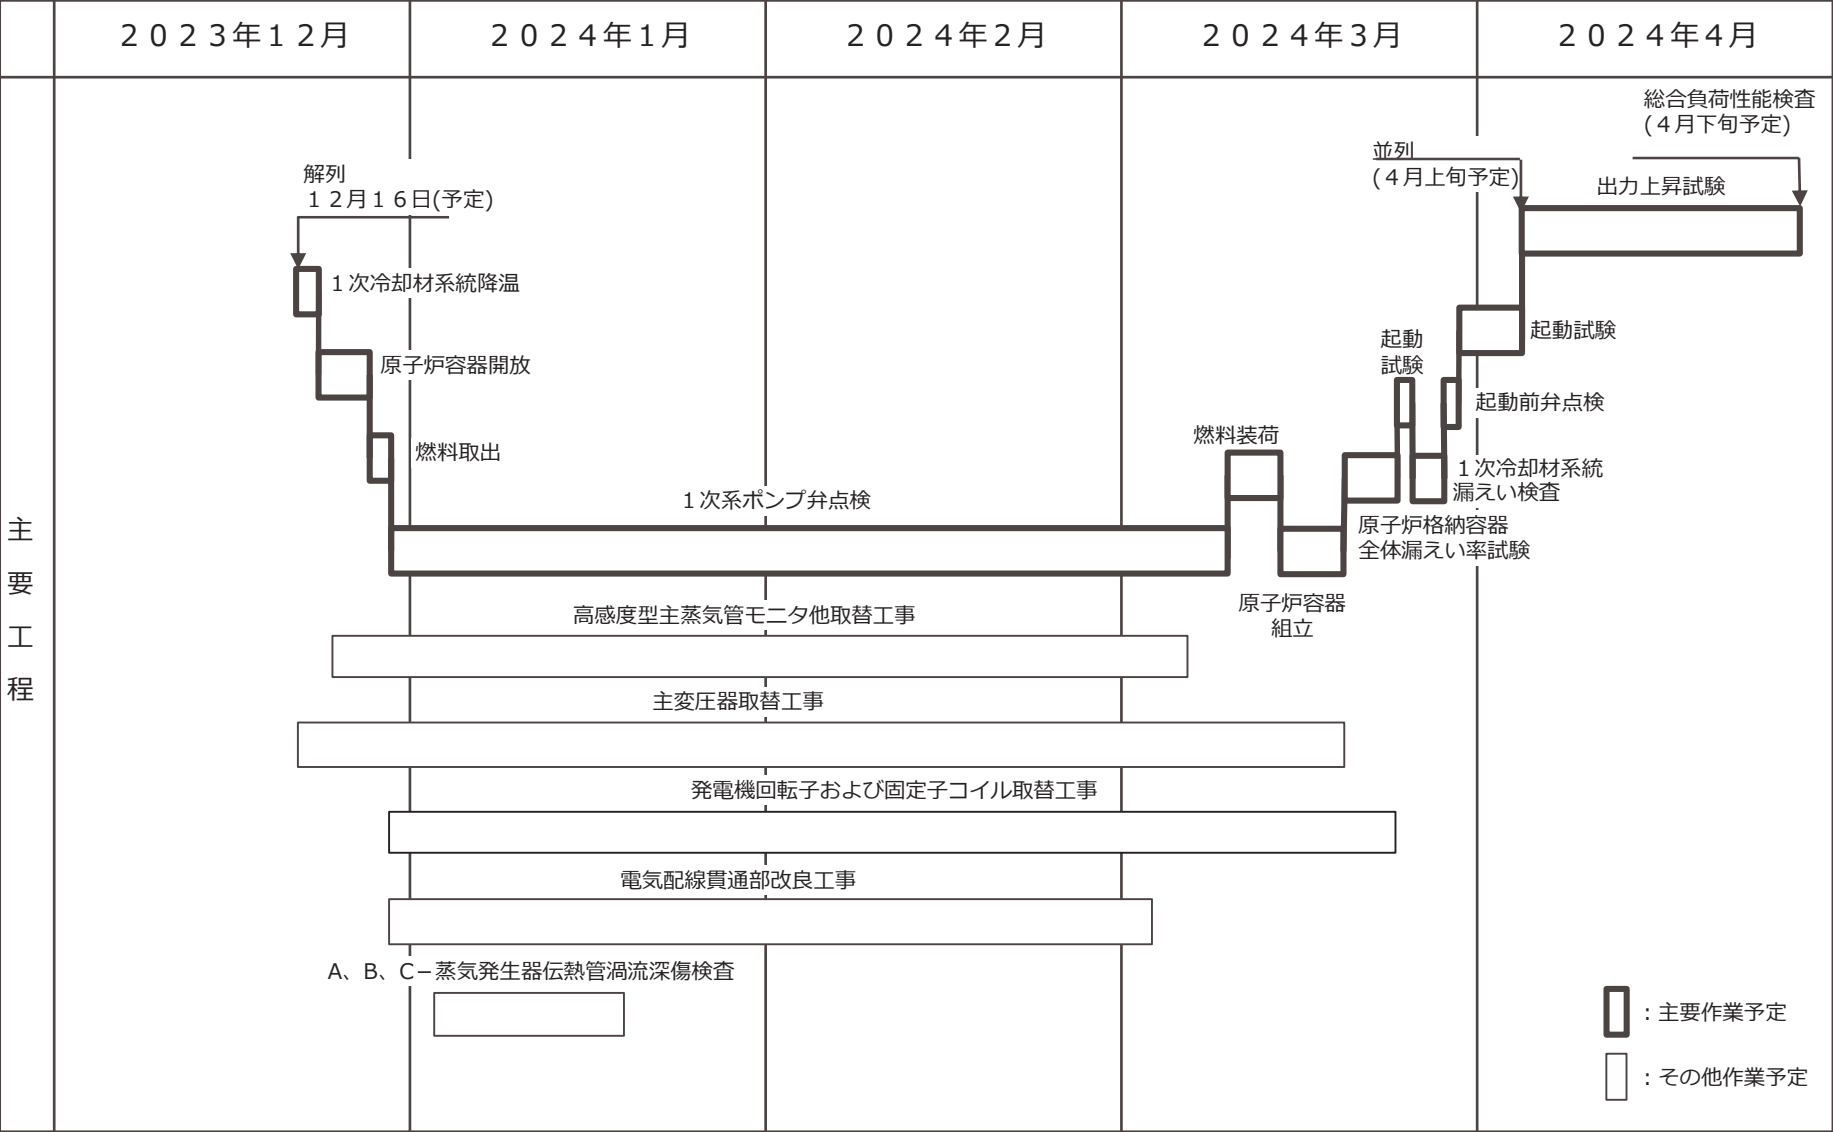 ２０２３年１２月
２０２４年１月
２０２４年２月
２０２４年３月
２０２４年４月
主
要
工
程
総合負荷性能検査
(４月下旬予定)
並列
(４月上旬予定)
出力上昇試験
解列
１２月１６日(予定)
１次冷却材系統降温
起動試験
起動
試験
原子炉容器開放
起動前弁点検
燃料装荷
燃料取出
１次冷却材系統
漏えい検査
１次系ポンプ弁点検
原子炉格納容器
全体漏えい率試験
原子炉容器
組立
高感度型主蒸気管モニタ他取替工事
主変圧器取替工事
発電機回転子および固定子コイル取替工事
電気配線貫通部改良工事
A、B、C－蒸気発生器伝熱管渦流深傷検査
：主要作業予定
：その他作業予定